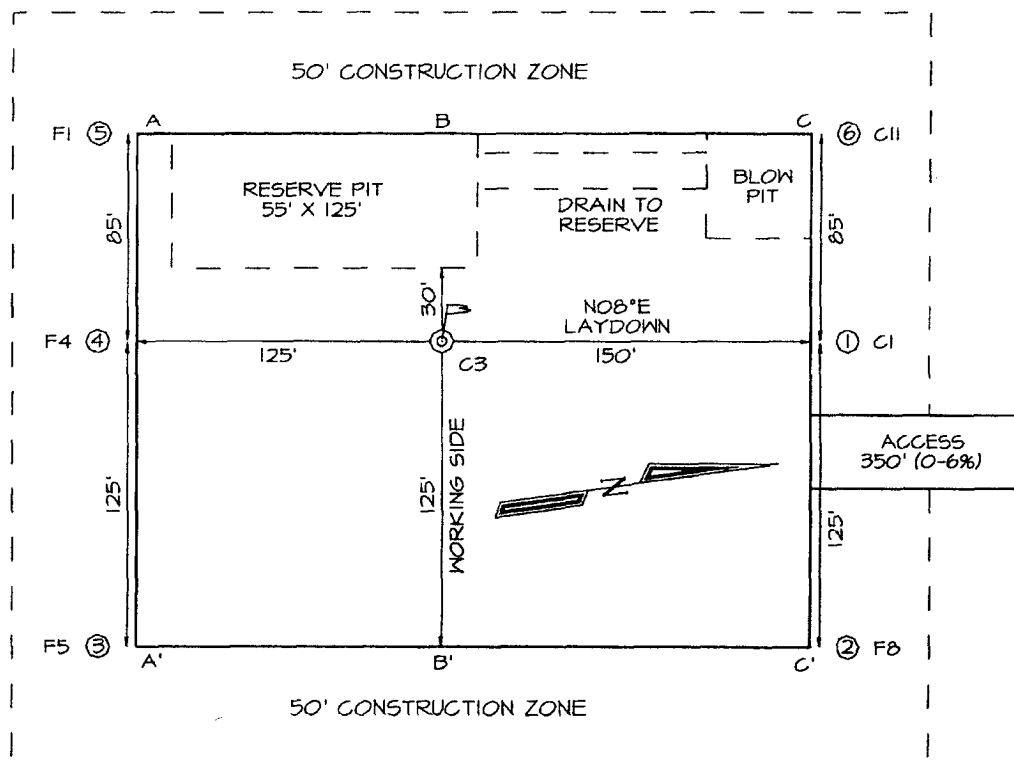 50' CONSTRUCTION ZONE
F1 ⑤ A B C ⑥ C11
RESERVE PIT
55' X 125'
BLOW
PIT
DRAIN TO
RESERVE
85'
85'
30'
N08°E
LAYDOWN
F4 ④ ① C1
125'
150'
C3
ACCESS
350' (0-6%)
125'
125'
WORKING SIDE
N
125'
F5 ③ ② F8
A' B' C'
50' CONSTRUCTION ZONE